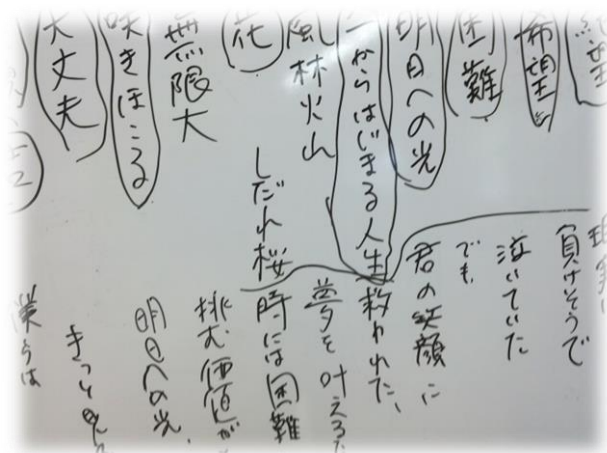 絶望
希望
困難
明日への光
からはじまる人生
風林火山
花
しだれ桜
無限大
咲きほこる
大丈夫
負けそうで
泣いていた
でも、
君の笑顔に
救われた、
夢を叶える
時には困難
挑む価値が
明日への光、
きっと
僕らは